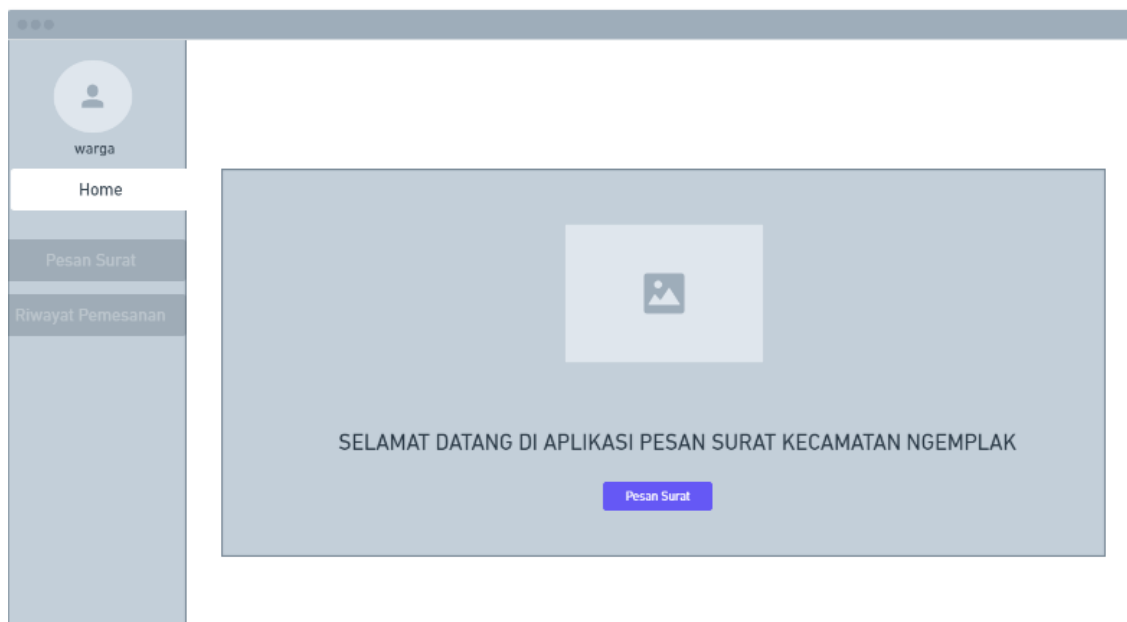 warga
Home
Pesan Surat
Riwayat Pemesanan
SELAMAT DATANG DI APLIKASI PESAN SURAT KECAMATAN NGEMPLAK
Pesan Surat